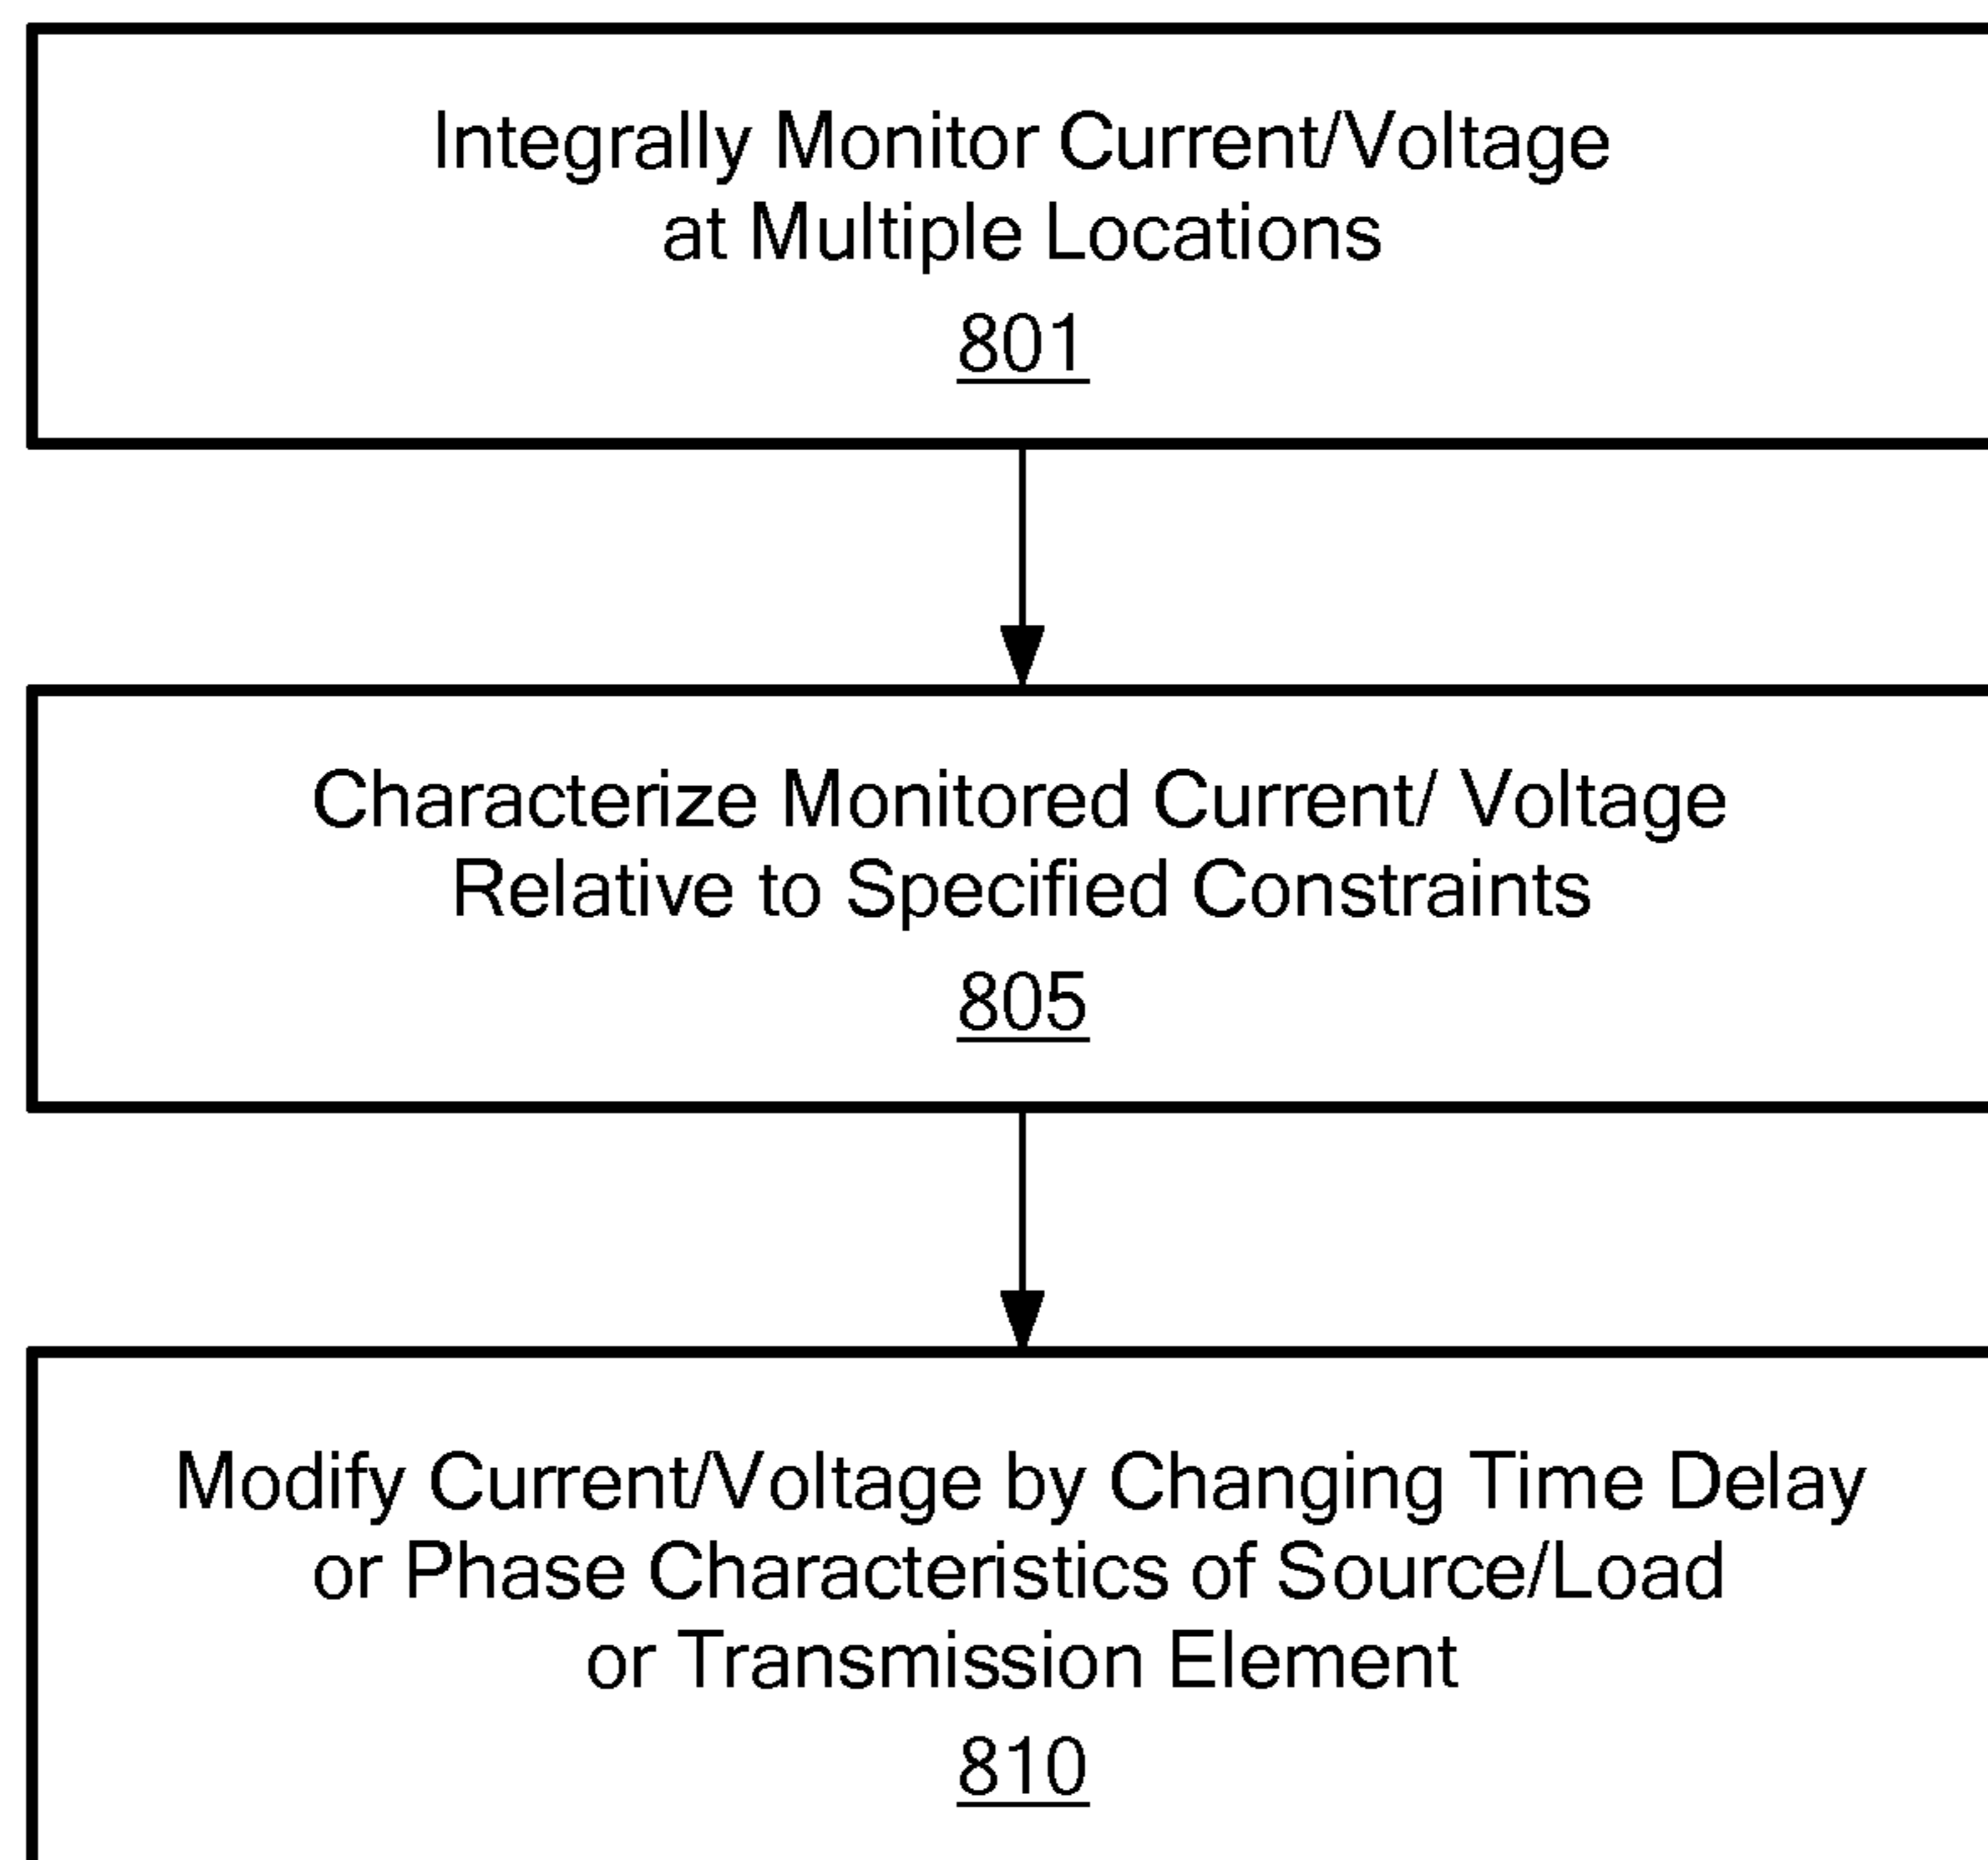 Integrally Monitor Current/Voltage
at Multiple Locations
801
Characterize Monitored Current/ Voltage
Relative to Specified Constraints
805
Modify Current/Voltage by Changing Time Delay
or Phase Characteristics of Source/Load
or Transmission Element
810